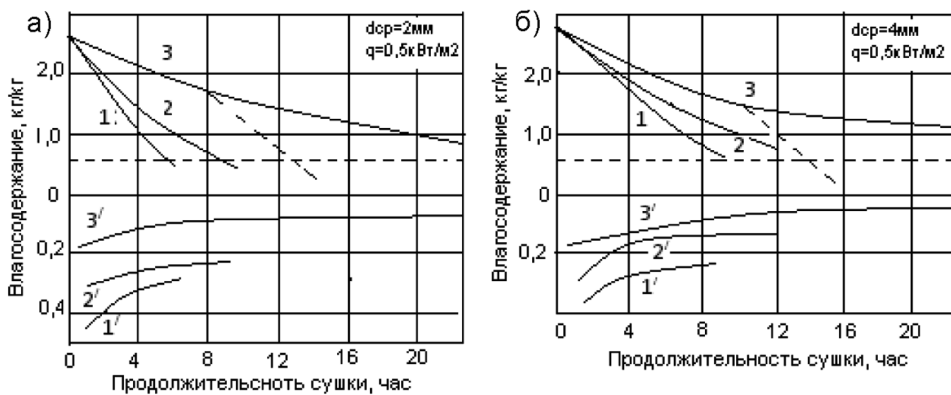 а)
dср=2мм
q=0,5кВт/м2
Влагосодержание, кг/кг
2,0
1,0
0
0,2
0,4
1
2
3
3/
2/
1/
0 4 8 12 16 20
Продолжительсноть сушки, час
б)
dср=4мм
q=0,5кВт/м2
Влагосодержание, кг/кг
2,0
1,0
0
0,2
3
1
2
3/
2/
1/
0 4 8 12 16 20
Продолжительность сушки, час